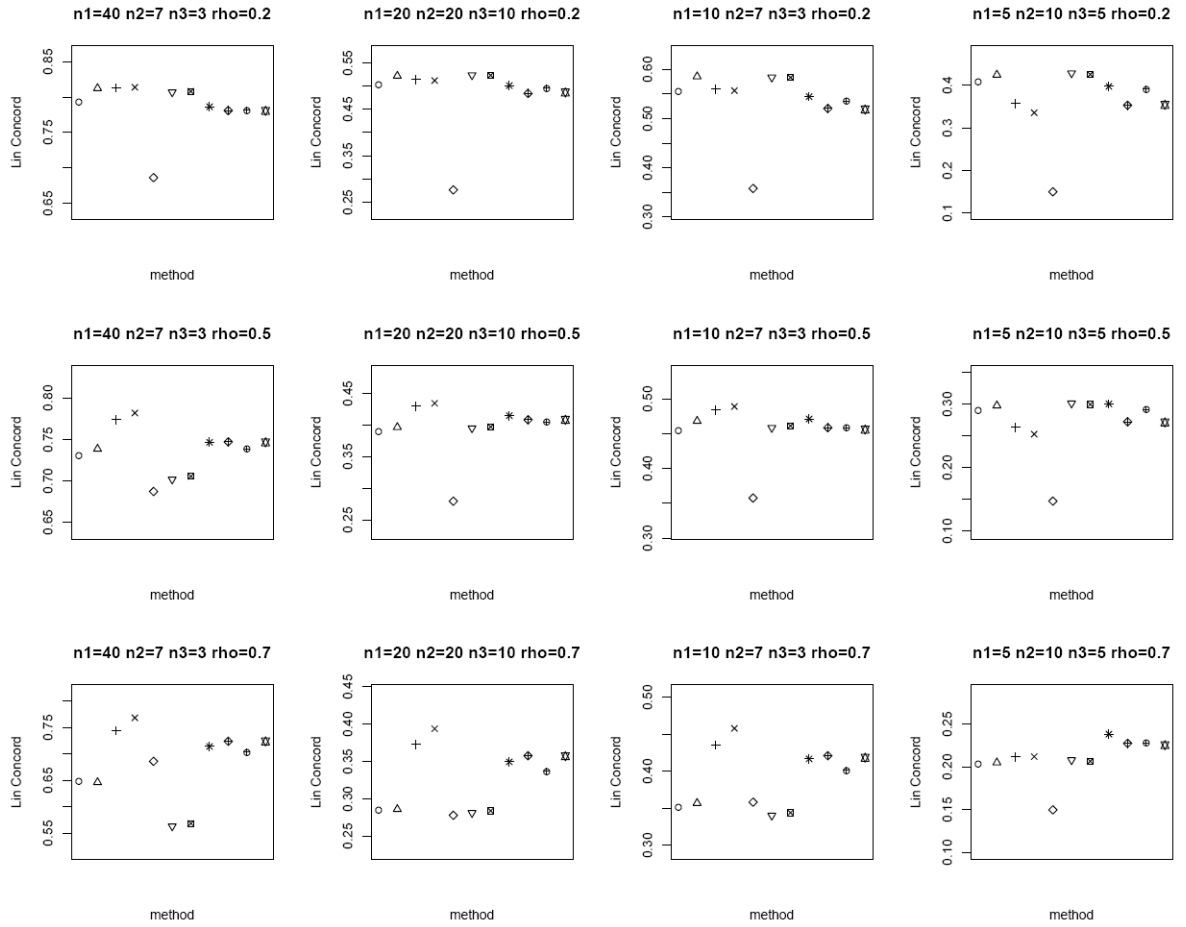 n1=40 n2=7 n3=3 rho=0.2
Lin Concord
0.65
0.75
0.85
method
n1=20 n2=20 n3=10 rho=0.2
Lin Concord
0.25
0.35
0.45
0.55
method
n1=10 n2=7 n3=3 rho=0.2
Lin Concord
0.30
0.40
0.50
0.60
method
n1=5 n2=10 n3=5 rho=0.2
Lin Concord
0.1
0.2
0.3
0.4
method
n1=40 n2=7 n3=3 rho=0.5
Lin Concord
0.65
0.70
0.75
0.80
method
n1=20 n2=20 n3=10 rho=0.5
Lin Concord
0.25
0.35
0.45
method
n1=10 n2=7 n3=3 rho=0.5
Lin Concord
0.30
0.40
0.50
method
n1=5 n2=10 n3=5 rho=0.5
Lin Concord
0.10
0.20
0.30
method
n1=40 n2=7 n3=3 rho=0.7
Lin Concord
0.55
0.65
0.75
method
n1=20 n2=20 n3=10 rho=0.7
Lin Concord
0.25
0.30
0.35
0.40
0.45
method
n1=10 n2=7 n3=3 rho=0.7
Lin Concord
0.30
0.40
0.50
method
n1=5 n2=10 n3=5 rho=0.7
Lin Concord
0.10
0.15
0.20
0.25
method